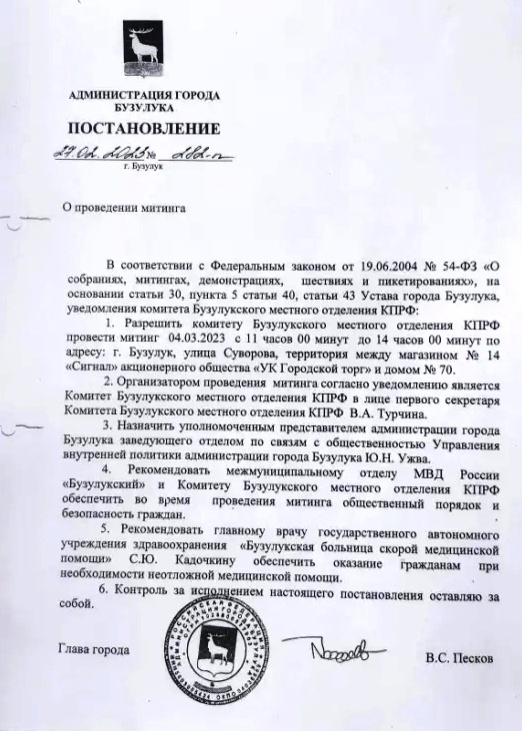 АДМИНИСТРАЦИЯ ГОРОДА
БУЗУЛУКА
ПОСТАНОВЛЕНИЕ
27.02.2023 № 282-п
г. Бузулук
О проведении митинга
В соответствии с Федеральным законом от 19.06.2004 № 54-ФЗ «О
собраниях, митингах, демонстрациях, шествиях и пикетированиях», на
основании статьи 30, пункта 5 статьи 40, статьи 43 Устава города Бузулука,
уведомления комитета Бузулукского местного отделения КПРФ:
1. Разрешить комитету Бузулукского местного отделения КПРФ
провести митинг 04.03.2023 с 11 часов 00 минут до 14 часов 00 минут по
адресу: г. Бузулук, улица Суворова, территория между магазином № 14
«Сигнал» акционерного общества «УК Городской торг» и домом № 70.
2. Организатором проведения митинга согласно уведомлению является
Комитет Бузулукского местного отделения КПРФ в лице первого секретаря
Комитета Бузулукского местного отделения КПРФ В.А. Турчина.
3. Назначить уполномоченным представителем администрации города
Бузулука заведующего отделом по связям с общественностью Управления
внутренней политики администрации города Бузулука Ю.Н. Ужва.
4. Рекомендовать межмуниципальному отделу МВД России
«Бузулукский» и Комитету Бузулукского местного отделения КПРФ
обеспечить во время проведения митинга общественный порядок и
безопасность граждан.
5. Рекомендовать главному врачу государственного автономного
учреждения здравоохранения «Бузулукская больница скорой медицинской
помощи» С.Ю. Кадочкину обеспечить оказание гражданам при
необходимости неотложной медицинской помощи.
6. Контроль за исполнением настоящего постановления оставляю за
собой.
Глава города
В.С. Песков